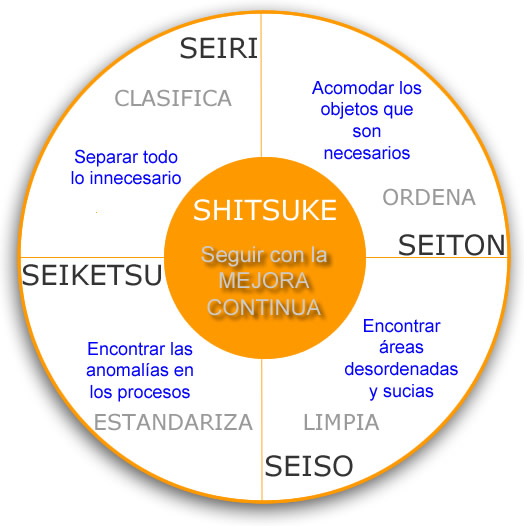 SEIRI
CLASIFICA
Separar todo
lo innecesario
Acomodar los
objetos que
son
necesarios
ORDENA
SEITON
SHITSUKE
Seguir con la
MEJORA
CONTINUA
SEIKETSU
Encontrar las
anomalías en
los procesos
ESTANDARIZA
Encontrar
áreas
desordenadas
y sucias
LIMPIA
SEISO